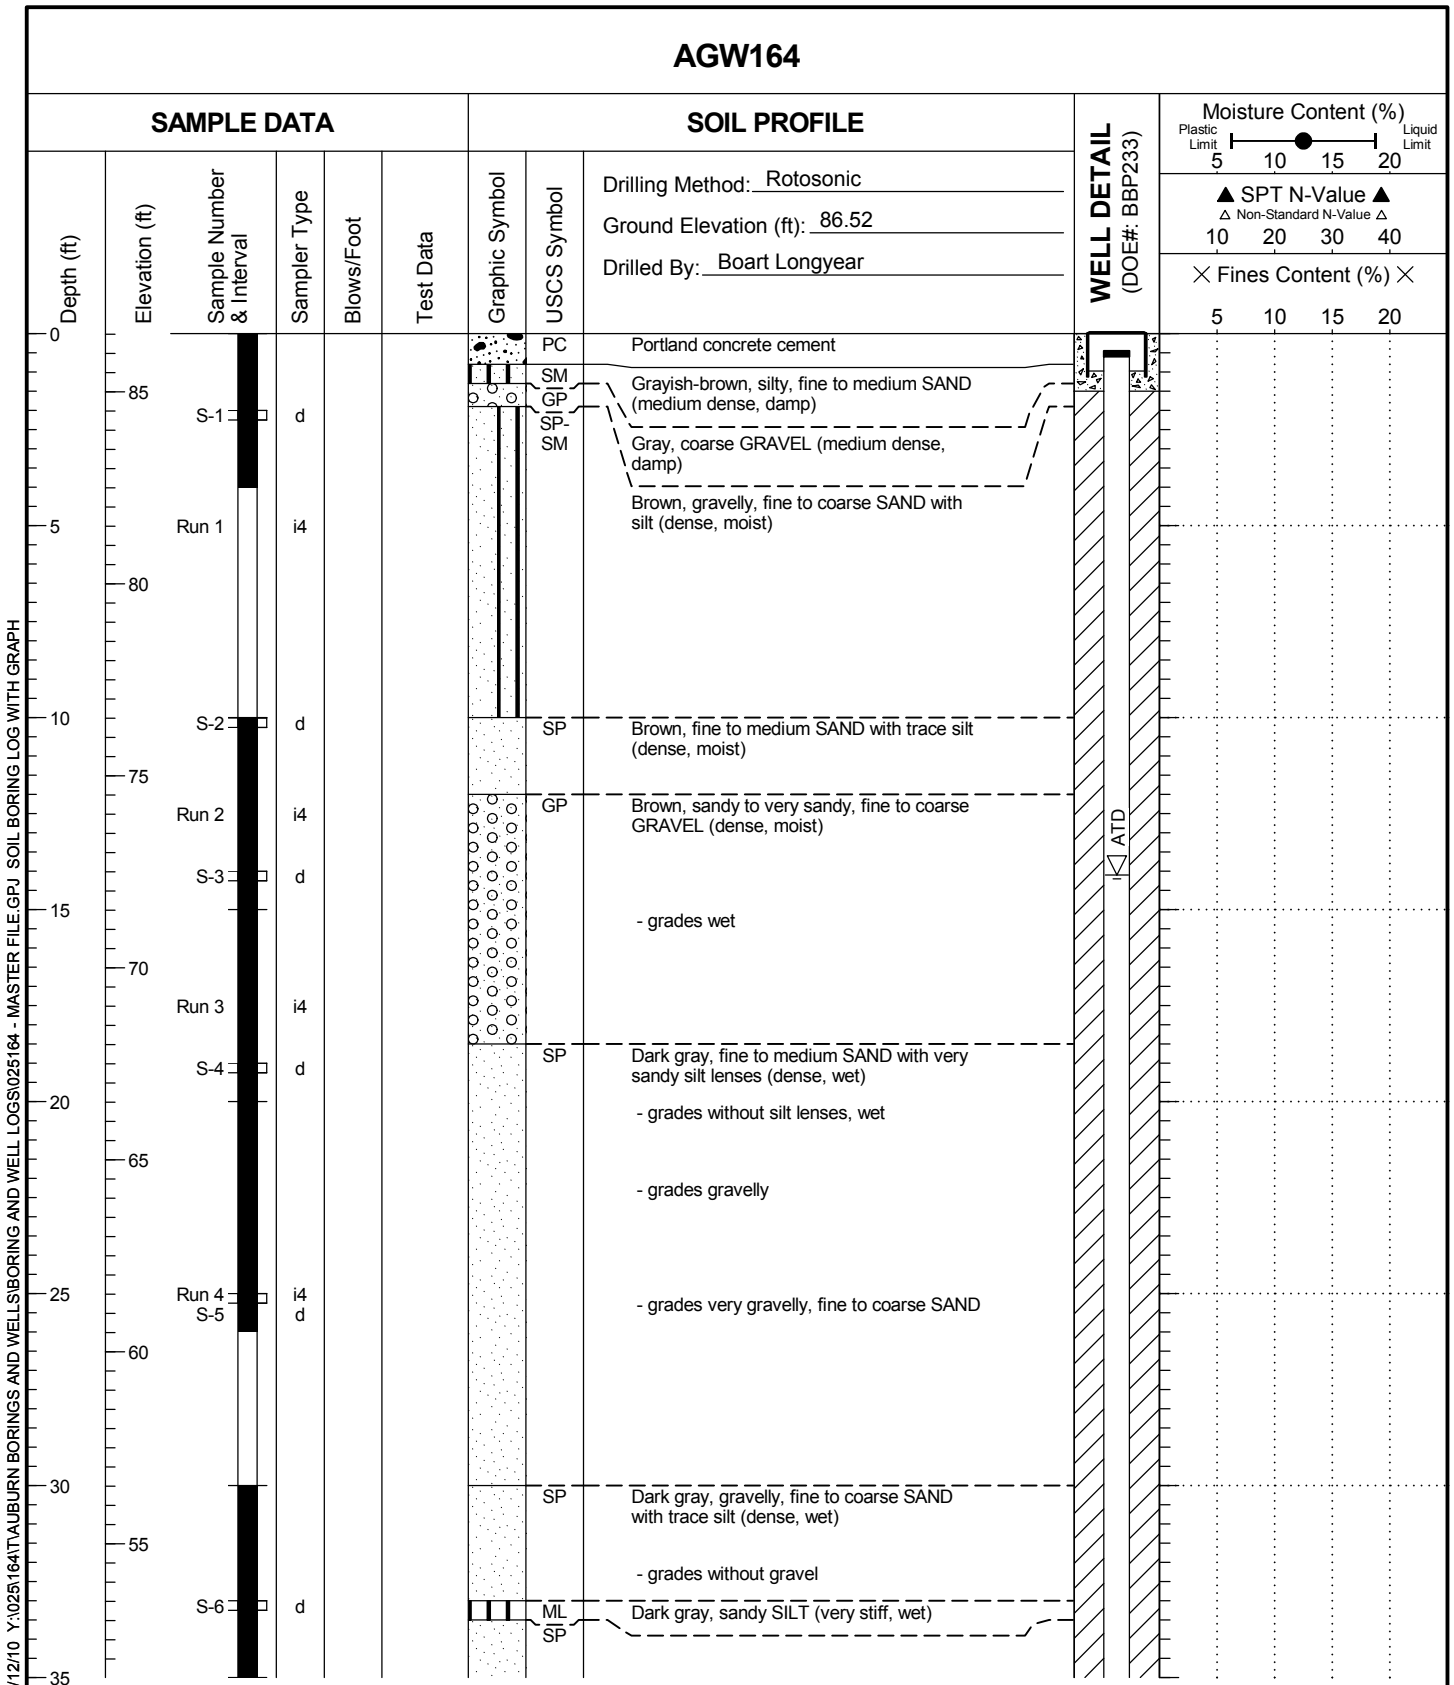 AGW164
SAMPLE DATA
SOIL PROFILE
Depth (ft)
Elevation (ft)
Sample Number
& Interval
Sampler Type
Blows/Foot
Test Data
Graphic Symbol
USCS Symbol
Drilling Method: Rotosonic
Ground Elevation (ft): 86.52
Drilled By: Boart Longyear
WELL DETAIL
(DOE#: BBP233)
Moisture Content (%)
Plastic
Limit
Liquid
Limit
5 10 15 20
▲ SPT N-Value ▲
△ Non-Standard N-Value △
10 20 30 40
× Fines Content (%) ×
5 10 15 20
0
PC Portland concrete cement
SM Grayish-brown, silty, fine to medium SAND
(medium dense, damp)
85
GP
S-1 d
SP-
SM
Gray, coarse GRAVEL (medium dense,
damp)
Brown, gravelly, fine to coarse SAND with
silt (dense, moist)
5 Run 1 i4
80
10 S-2 d
SP Brown, fine to medium SAND with trace silt
(dense, moist)
75
GP Brown, sandy to very sandy, fine to coarse
GRAVEL (dense, moist)
Run 2 i4
ATD
S-3 d
15 - grades wet
70
Run 3 i4
SP Dark gray, fine to medium SAND with very
sandy silt lenses (dense, wet)
S-4 d
20 - grades without silt lenses, wet
65
- grades gravelly
25 Run 4 i4
S-5 d
- grades very gravelly, fine to coarse SAND
60
30 SP Dark gray, gravelly, fine to coarse SAND
with trace silt (dense, wet)
55
- grades without gravel
S-6 d ML Dark gray, sandy SILT (very stiff, wet)
SP
35
/12/10 Y:\025\164\T\AUBURN BORINGS AND WELLS\BORING AND WELL LOGS\025164 - MASTER FILE.GPJ SOIL BORING LOG WITH GRAPH